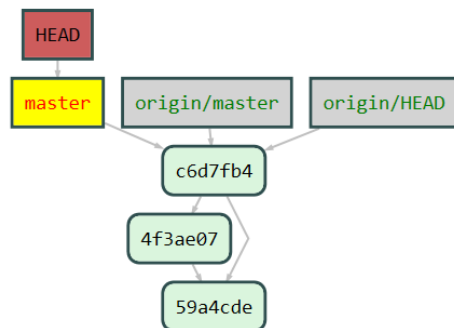 HEAD
master
origin/master
origin/HEAD
c6d7fb4
4f3ae07
59a4cde